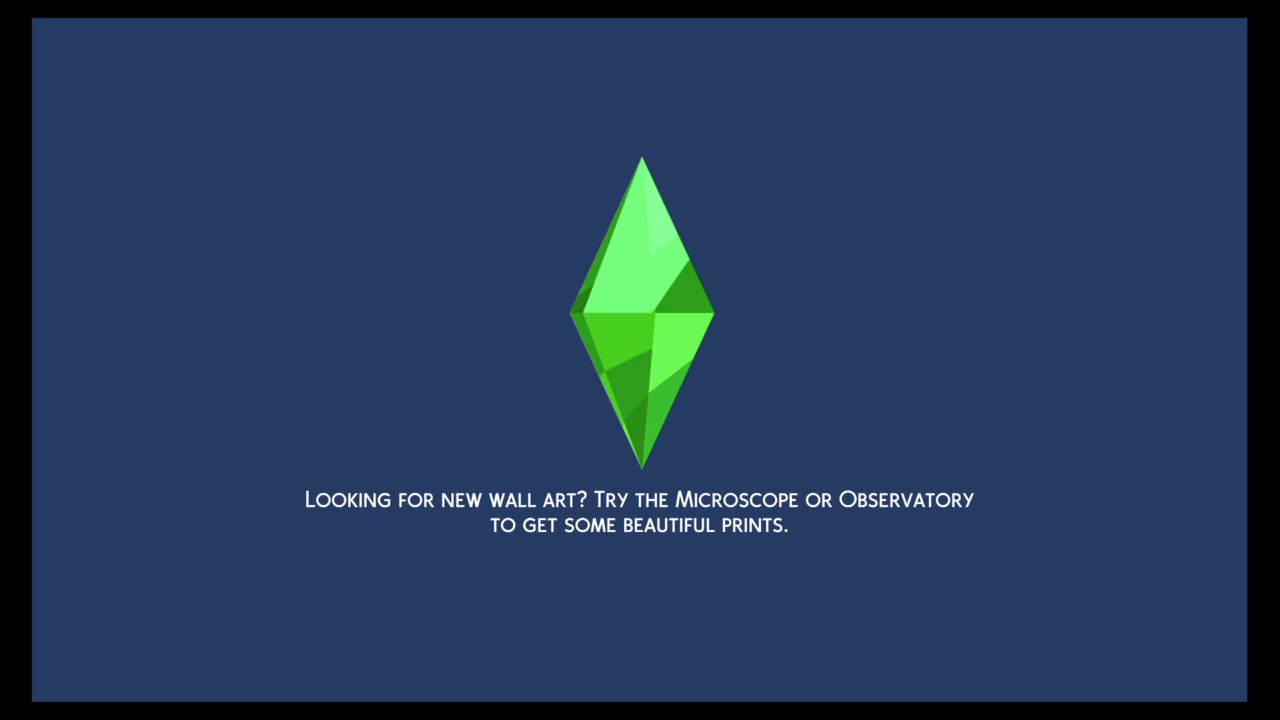 Looking for new wall art? Try the Microscope or Observatory
to get some beautiful prints.